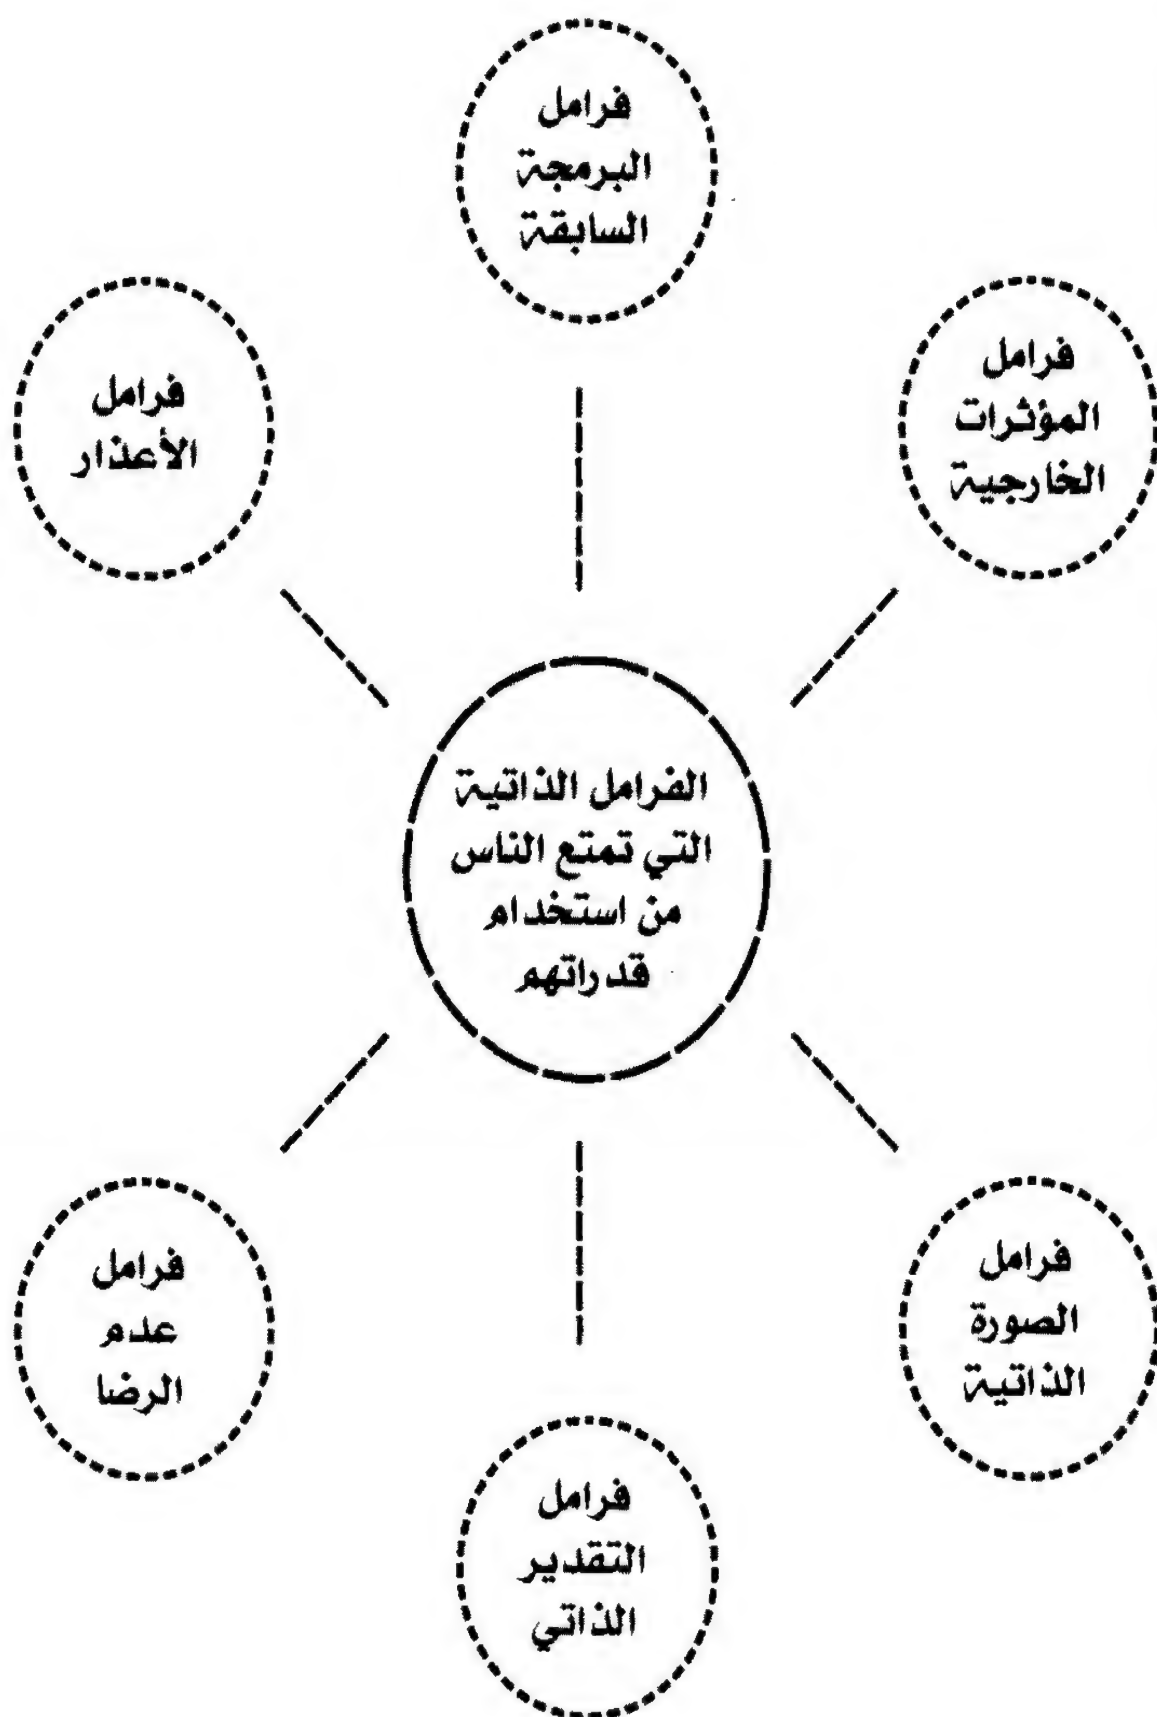 فرامل
البرمجة
السابقة
فرامل
المؤثرات
الخارجية
فرامل
الأعذار
الفرامل الذاتية
التي تمتع الناس
من استخدام
قدراتهم
فرامل
الصورة
الذاتية
فرامل
عدم
الرضا
فرامل
التقدير
الذاتي